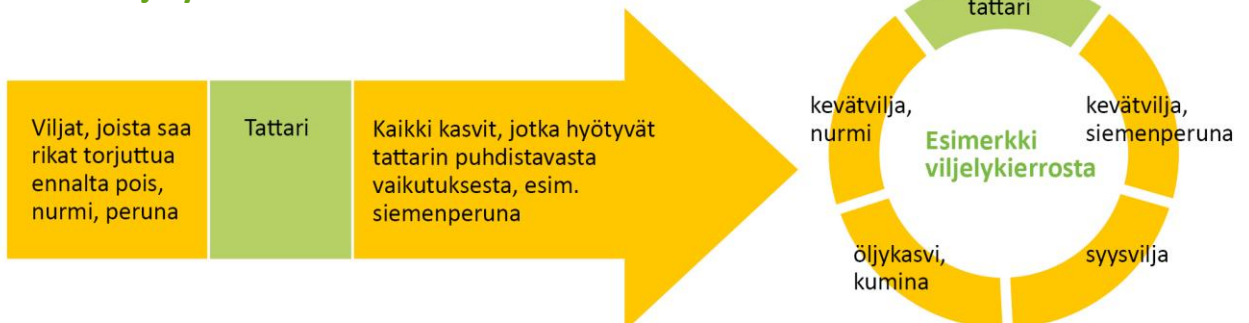 Viljat, joista saa
rikat torjuttua
ennalta pois,
nurmi, peruna
Tattari
Kaikki kasvit, jotka hyötyvät
tattarin puhdistavasta
vaikutuksesta, esim.
siemenperuna
tattari
kevätvilja,
siemenperuna
syysvilja
öljykasvi,
kumina
kevätvilja,
nurmi
Esimerkki
viljelykierrosta